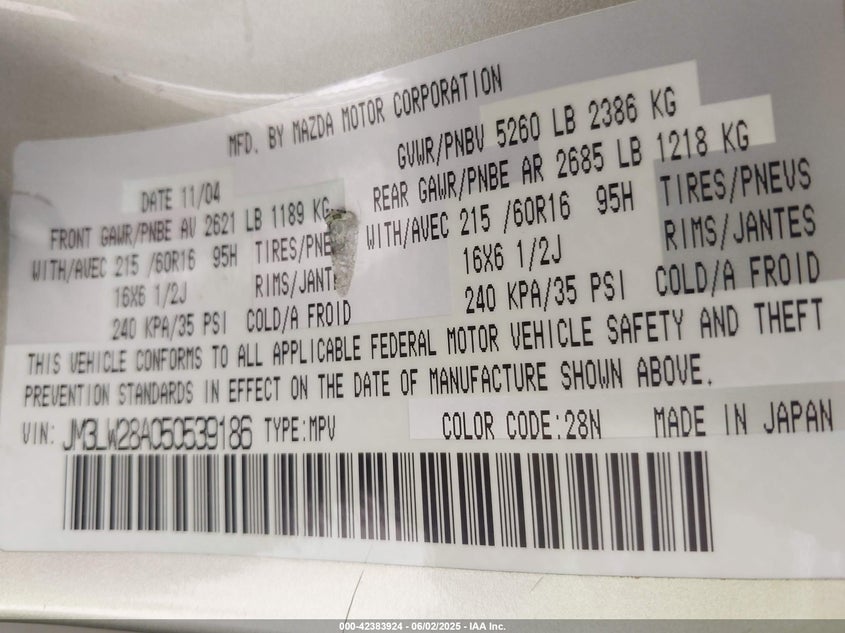 MFD. BY MAZDA MOTOR CORPORATION
DATE 11/04
GVWR/PNBV 5260 LB 2386 KG
FRONT GAWR/PNBE AV 2621 LB 1189 KG
REAR GAWR/PNBE AR 2685 LB 1218 KG
WITH/AVEC 215 /60R16 95H TIRES/PNE
WITH/AVEC 215 /60R16 95H TIRES/PNEUS
16X6 1/2J RIMS/JANT
16X6 1/2J RIMS/JANTES
240 KPA/35 PSI COLD/A FROID
240 KPA/35 PSI COLD/A FROID
THIS VEHICLE CONFORMS TO ALL APPLICABLE FEDERAL MOTOR VEHICLE SAFETY AND THEFT
PREVENTION STANDARDS IN EFFECT ON THE DATE OF MANUFACTURE SHOWN ABOVE.
VIN: JM3LW28A050539186 TYPE:MPV COLOR CODE:28N MADE IN JAPAN
000-42383924 - 06/02/2025 - IAA Inc.